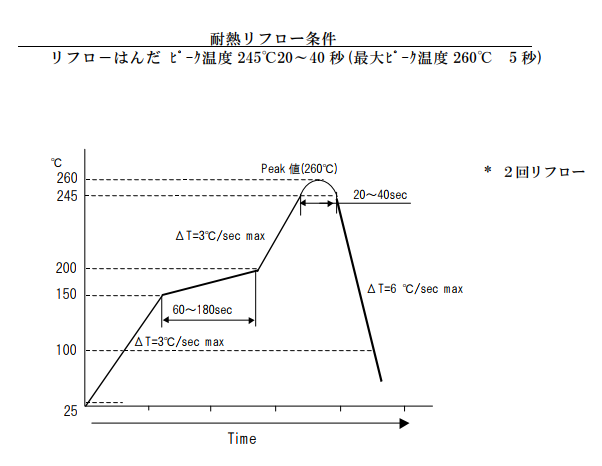 耐熱リフロー条件
リフローはんだ ﾋﾟｰｸ温度 245℃20～40 秒 (最大ﾋﾟｰｸ温度 260℃　5 秒)
℃
Peak 値(260℃)
* 2回リフロー
260
245
20～40sec
ΔT=3℃/sec max
200
150
ΔT=6 ℃/sec max
60～180sec
ΔT=3℃/sec max
100
25
Time